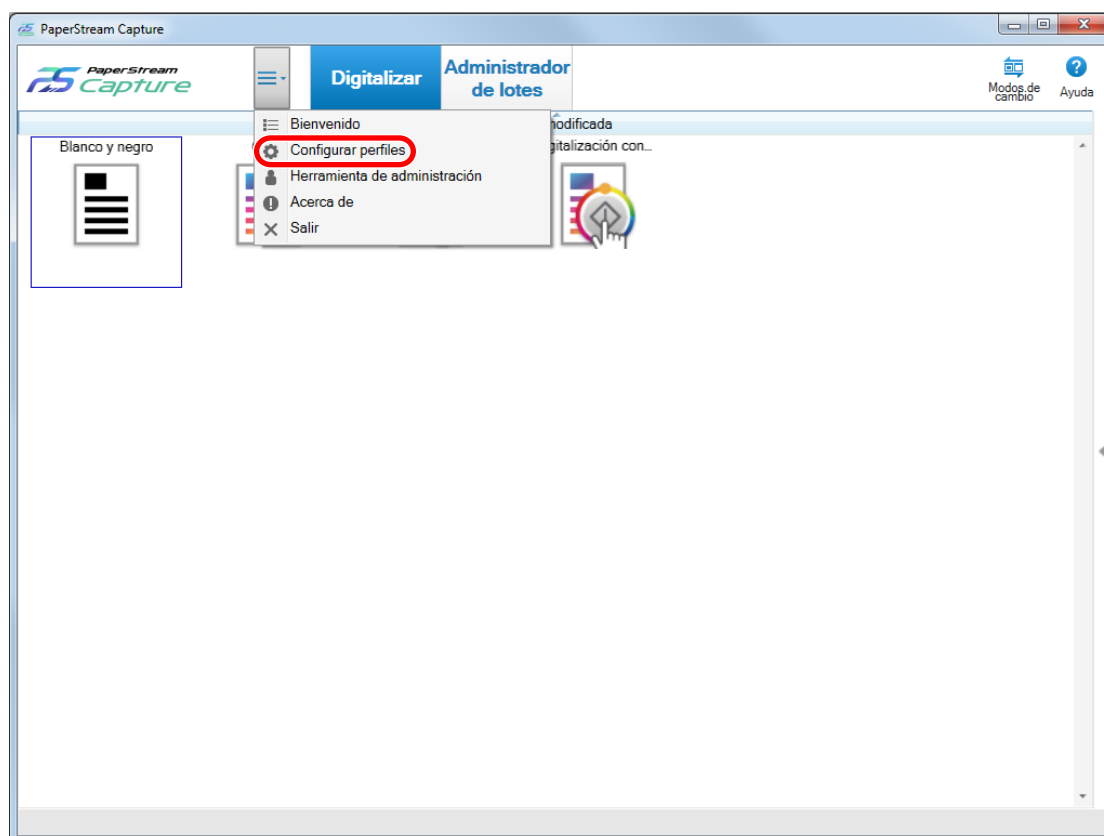 PaperStream Capture
PaperStream
Capture
Digitalizar
Administrador
de lotes
Modos de
cambio
Ayuda
Bienvenido
Configurar perfiles
Herramienta de administración
Acerca de
Salir
modificada
Blanco y negro
gitalización con...